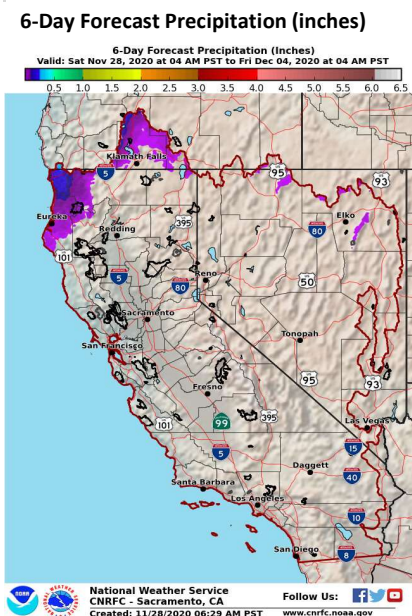 6-Day Forecast Precipitation (inches)
6-Day Forecast Precipitation (Inches)
Valid: Sat Nov 28, 2020 at 04 AM PST to Fri Dec 04, 2020 at 04 AM PST
0.5 1.0 1.5 2.0 2.5 3.0 3.5 4.0 4.5 5.0 5.5 6.0 6.5
Klamath Falls
5
95
93
Eureka
Redding
395
Elko
80
101
5
Reno
80
50
Sacramento
San Francisco
Tonopah
Fresno
95
93
99
395
101
Las Vegas
5
15
Daggett
40
Santa Barbara
Los Angeles
10
San Diego
8
NOAA
National Weather Service
CNRFC - Sacramento, CA
Follow Us:
Created: 11/28/2020 06:29 AM PST
www.cnrfc.noaa.gov